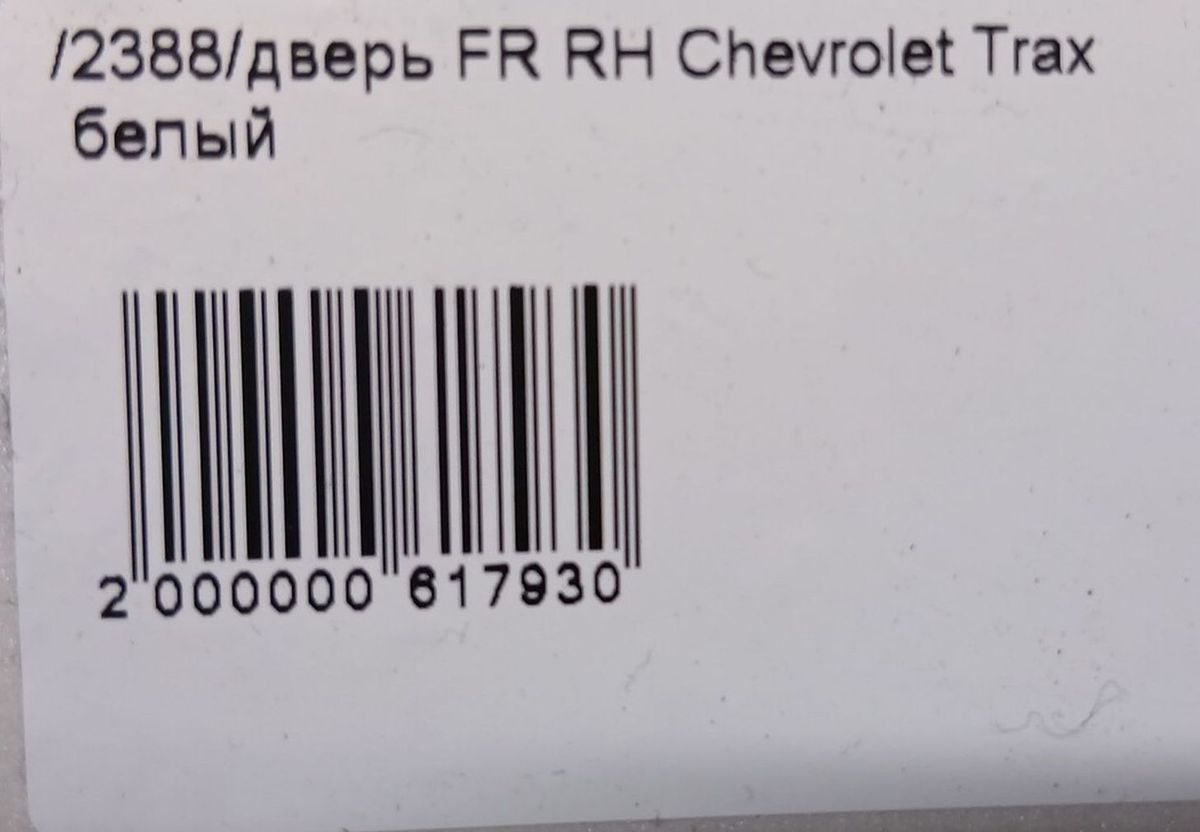 /2388/дверь FR RH Chevrolet Trax
белый
2 000000 617930